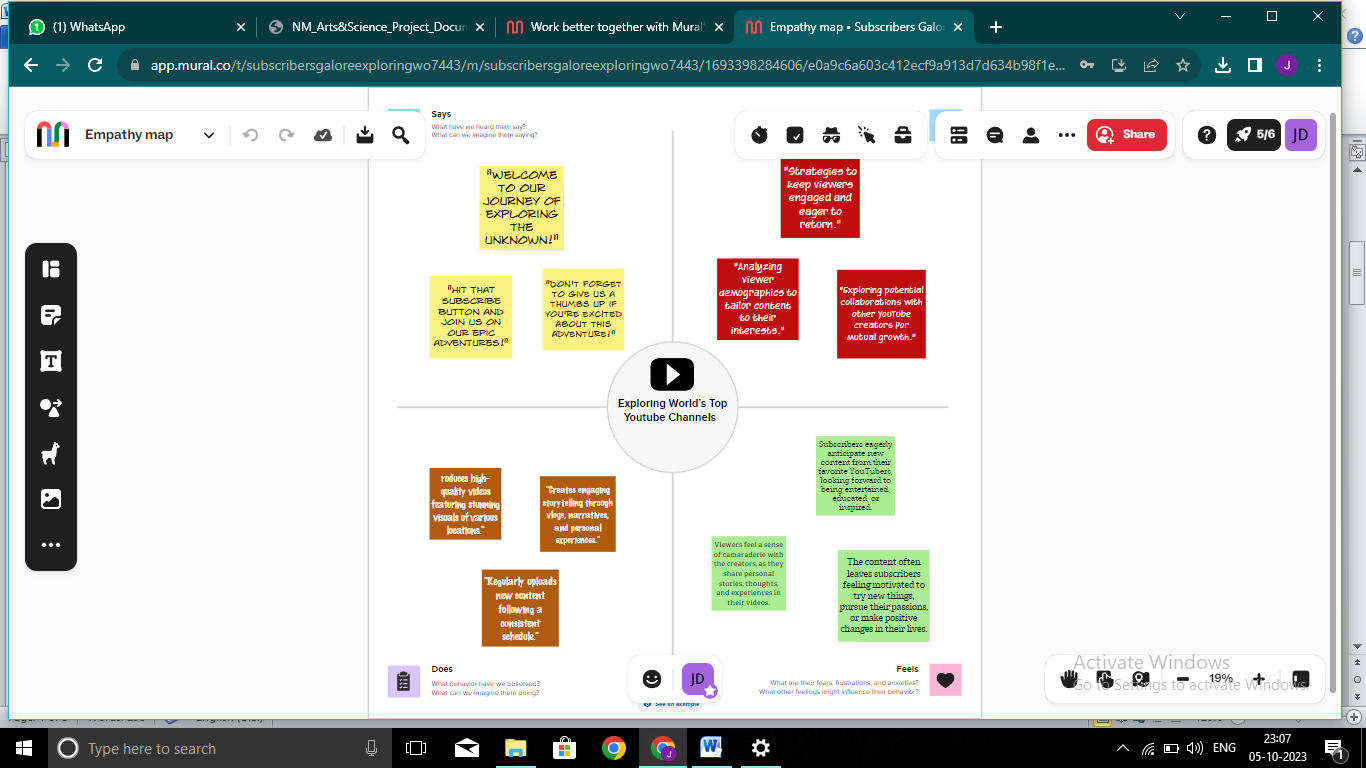 (1) WhatsApp
NM_Arts&Science_Project_Docun
Work better together with Mural
Empathy map • Subscribers Galo
app.mural.co/t/subscribersgaloreexploringwo7443/m/subscribersgaloreexploringwo7443/1693398284606/e0a9c6a603c412ecf9a913d7d634b98f1e...
J
Empathy map
Share
5/6
JD
Says
What have we heard them say?
What can we imagine them saying?
"WELCOME
TO OUR
JOURNEY OF
EXPLORING
THE
UNKNOWN!"
"HIT THAT
SUBSCRIBE
BUTTON AND
JOIN US ON
OUR EPIC
ADVENTURES!"
"DON'T FORGET
TO GIVE US A
THUMBS UP IF
YOU'RE EXCITED
ABOUT THIS
ADVENTURE!"
"Strategies to
keep viewers
engaged and
eager to
return."
"Analyzing
viewer
demographics to
tailor content
to their
interests."
"Exploring potential
collaborations with
other YouTube
creators for
mutual growth."
Exploring World's Top
Youtube Channels
roduces high-
quality videos
featuring stunning
visuals of various
locations."
"Creates engaging
storytelling through
vlogs, narratives,
and personal
experiences."
"Regularly uploads
new content
following a
consistent
schedule."
Subscribers eagerly
anticipate new
content from their
favorite YouTubers,
looking forward to
being entertained,
educated, or
inspired.
Viewers feel a sense
of camaraderie with
the creators, as they
share personal
stories, thoughts,
and experiences in
their videos.
The content often
leaves subscribers
feeling motivated to
try new things,
pursue their passions,
or make positive
changes in their lives.
Does
What behavior have we observed?
What can we imagine them doing?
Feels
What are their fears, frustrations, and anxieties?
What other feelings might influence their behavior?
JD
See an example
19%
Activate Windows
Go to Settings to activate Windows.
Type here to search
ENG
23:07
05-10-2023
1